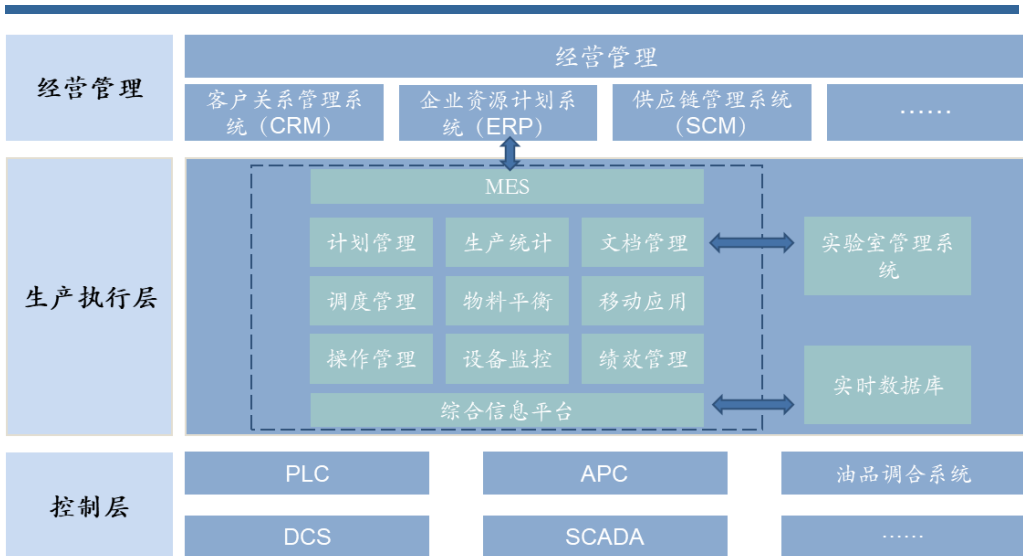 经营管理
经营管理
客户关系管理系
统（CRM）
企业资源计划系
统（ERP）
供应链管理系统
（SCM）
······
生产执行层
MES
计划管理
生产统计
文档管理
调度管理
物料平衡
移动应用
操作管理
设备监控
绩效管理
综合信息平台
实验室管理系
统
实时数据库
控制层
PLC
APC
油品调合系统
DCS
SCADA
······